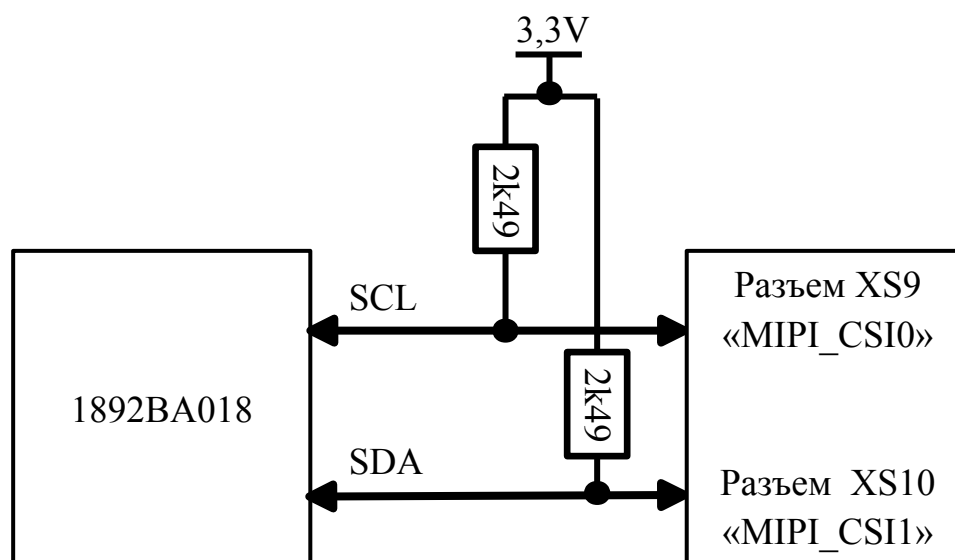 3,3V
2k49
SCL
Разъем XS9
«MIPI_CSI0»
1892ВА018
2k49
SDA
Разъем XS10
«MIPI_CSI1»